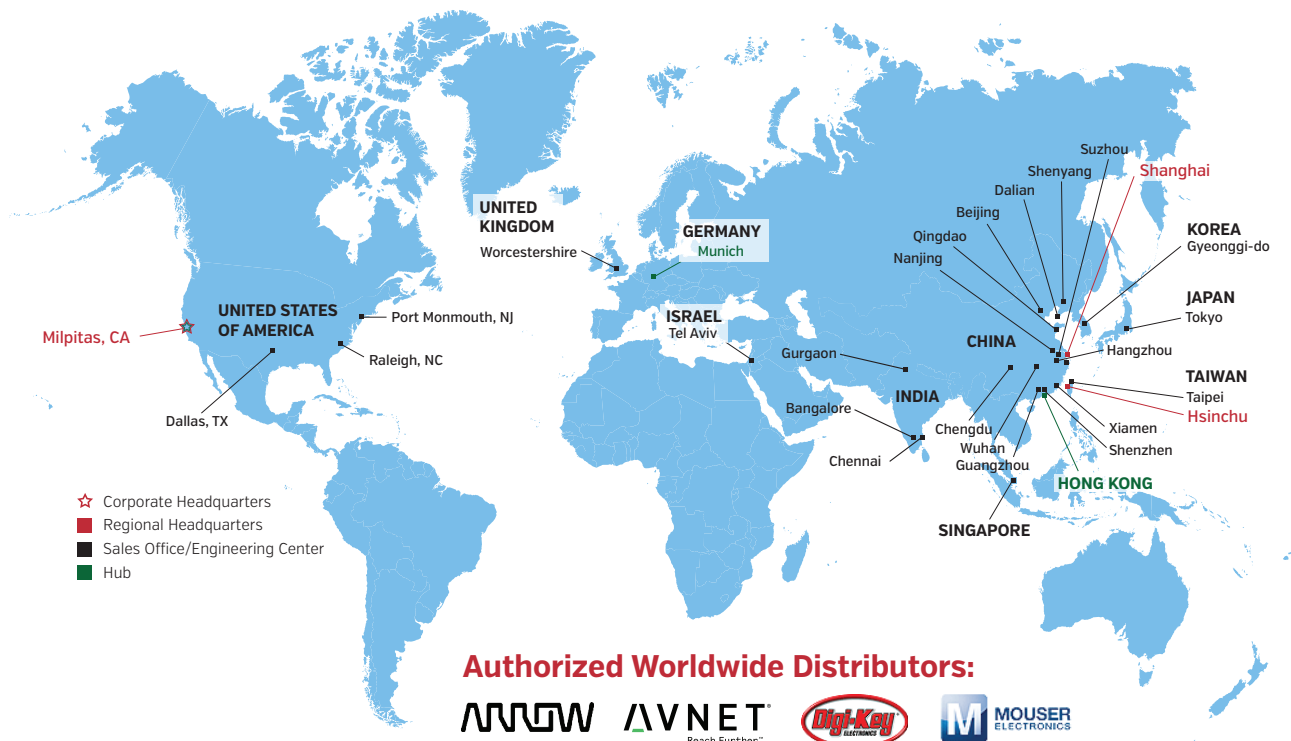 Suzhou
Shenyang
Shanghai
Dalian
Beijing
Qingdao
Nanjing
UNITED
KINGDOM
Worcestershire
GERMANY
Munich
KOREA
Gyeonggi-do
JAPAN
Tokyo
UNITED STATES
OF AMERICA
Port Monmouth, NJ
Milpitas, CA
Raleigh, NC
Dallas, TX
ISRAEL
Tel Aviv
Gurgaon
CHINA
Hangzhou
INDIA
Bangalore
Chennai
TAIWAN
Taipei
Hsinchu
Chengdu
Wuhan
Guangzhou
Xiamen
Shenzhen
HONG KONG
SINGAPORE
Corporate Headquarters
Regional Headquarters
Sales Office/Engineering Center
Hub
Authorized Worldwide Distributors:
ARROW
AVNET®
Reach Further™
Digi-Key®
ELECTRONICS
M MOUSER
ELECTRONICS